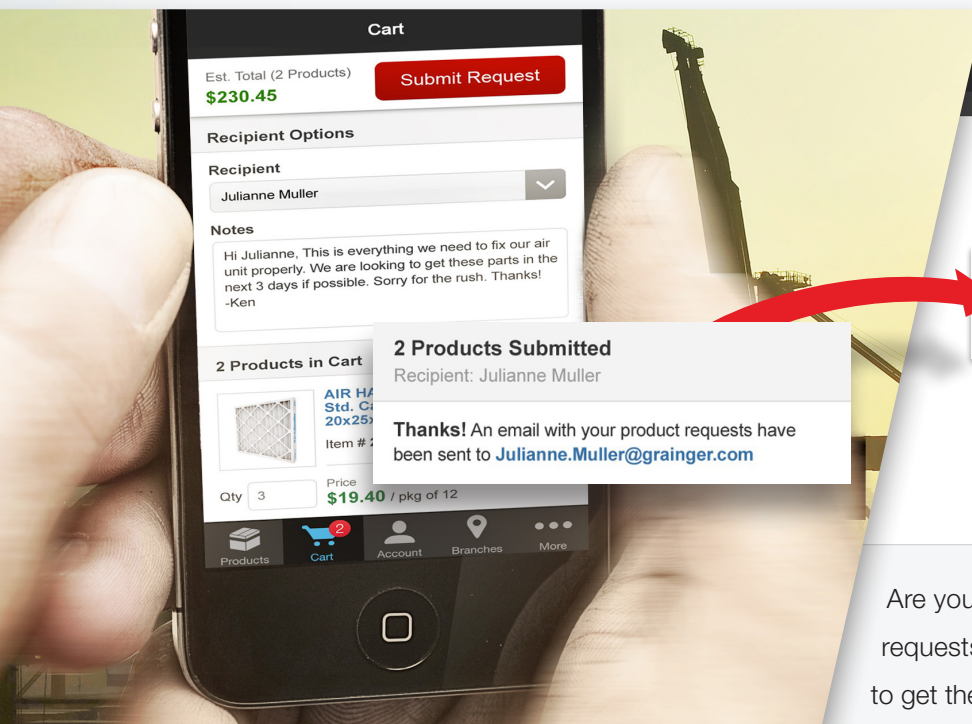 Cart
Est. Total (2 Products)
$230.45
Submit Request
Recipient Options
Recipient
Julianne Muller
Notes
Hi Julianne, This is everything we need to fix our air
unit properly. We are looking to get these parts in the
next 3 days if possible. Sorry for the rush. Thanks!
-Ken
2 Products in Cart
AIR
Std.
Item #
Qty 3
Price
$19.40 / pkg of 12
Products
Cart
2
Account
Branches
More
2 Products Submitted
Recipient: Julianne Muller
Thanks! An email with your product requests have
been sent to Julianne.Muller@grainger.com
Are you
requests
to get the